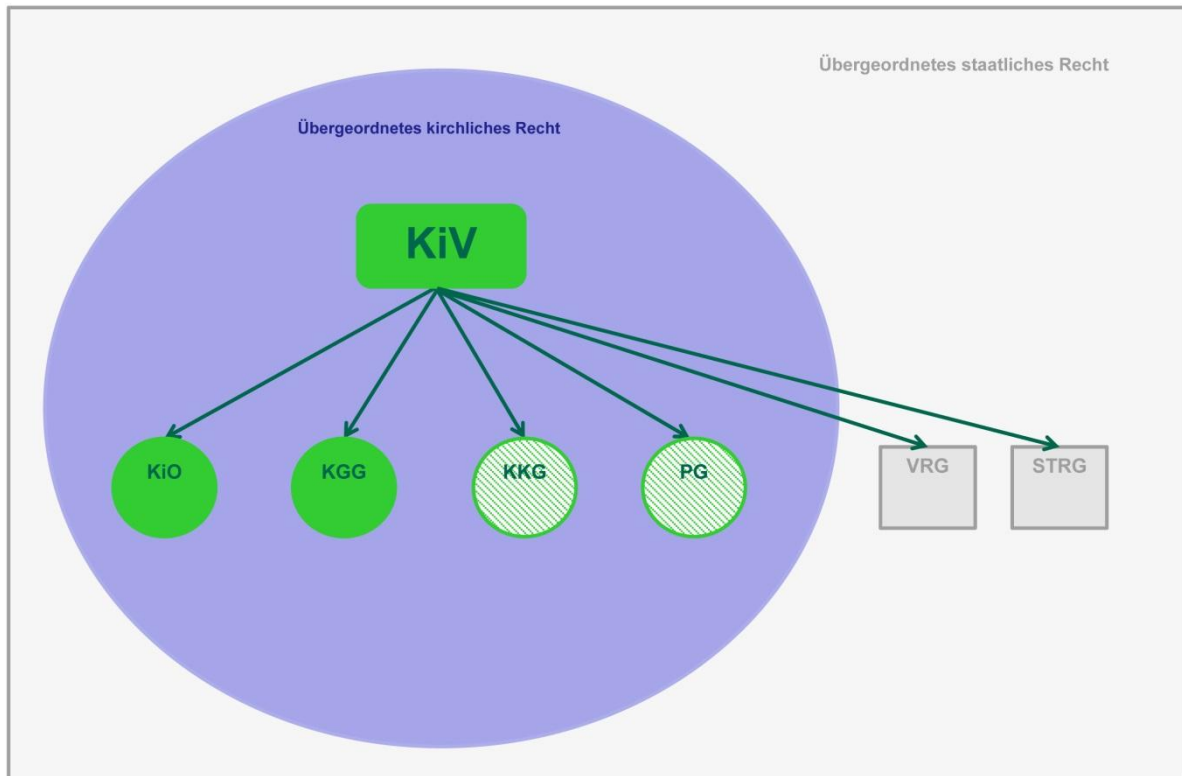 Übergeordnetes staatliches Recht
Übergeordnetes kirchliches Recht
KiV
KiO
KGG
KKG
PG
VRG
STRG